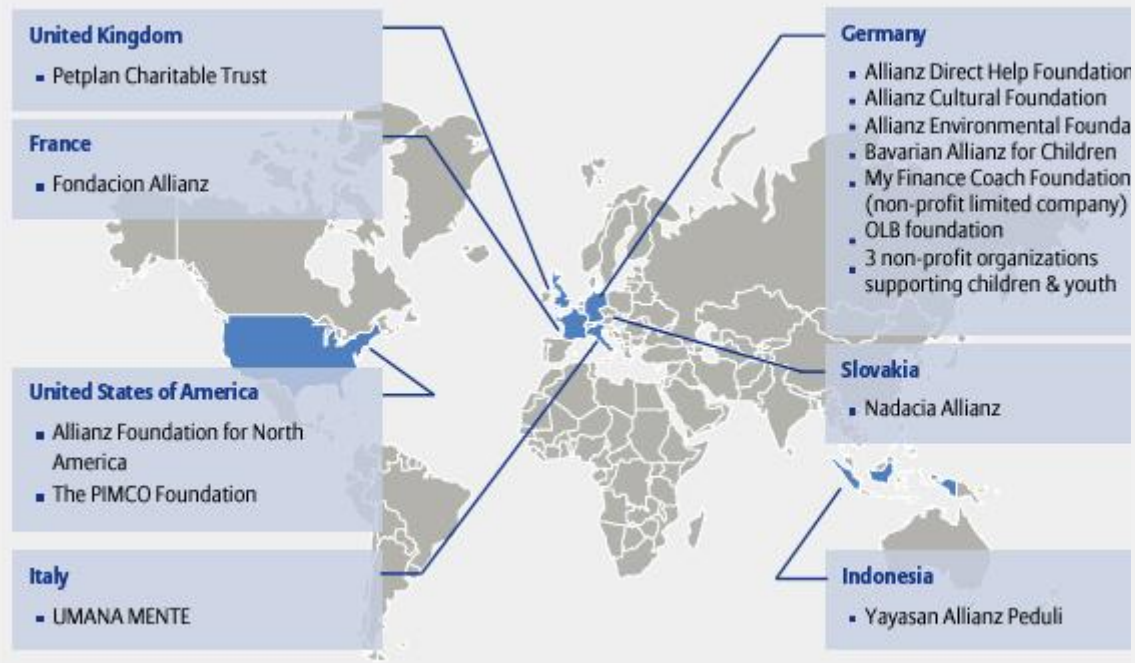 United Kingdom
▪ Petplan Charitable Trust
France
▪ Fondacion Allianz
United States of America
▪ Allianz Foundation for North
America
▪ The PIMCO Foundation
Italy
▪ UMANA MENTE
Germany
▪ Allianz Direct Help Foundation
▪ Allianz Cultural Foundation
▪ Allianz Environmental Founda
▪ Bavarian Allianz for Children
▪ My Finance Coach Foundation
(non-profit limited company)
▪ OLB foundation
▪ 3 non-profit organizations
supporting children & youth
Slovakia
▪ Nadacia Allianz
Indonesia
▪ Yayasan Allianz Peduli